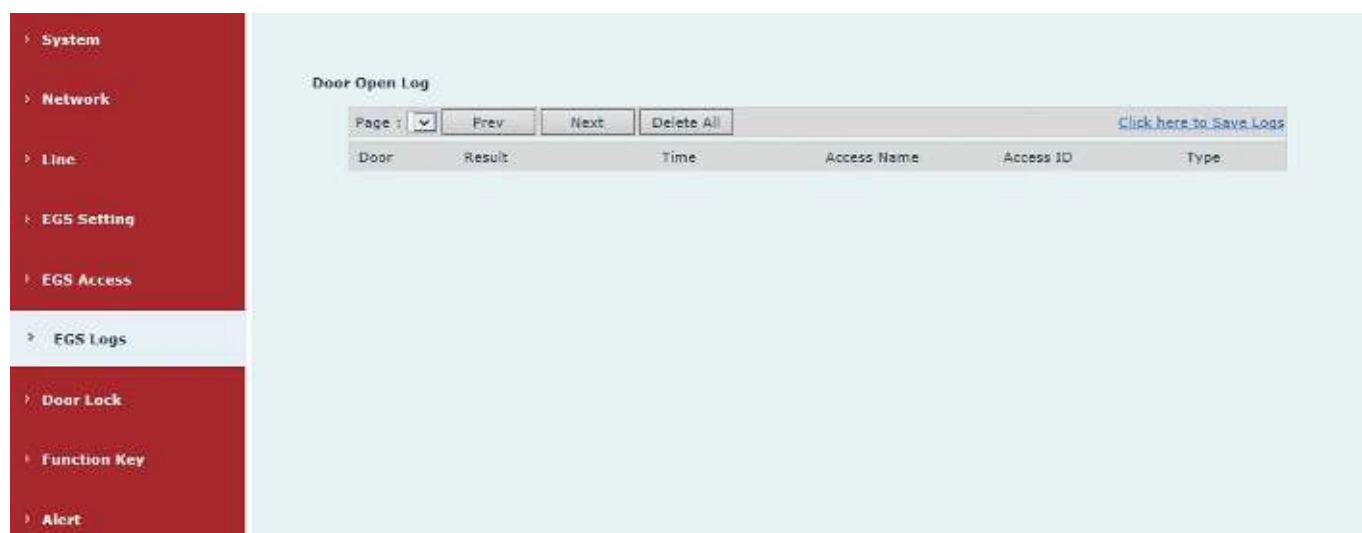 System
Network
Line
EGS Setting
EGS Access
EGS Logs
Door Lock
Function Key
Alert
Door Open Log
Page : Prev Next Delete All Click here to Save Logs
Door Result Time Access Name Access ID Type